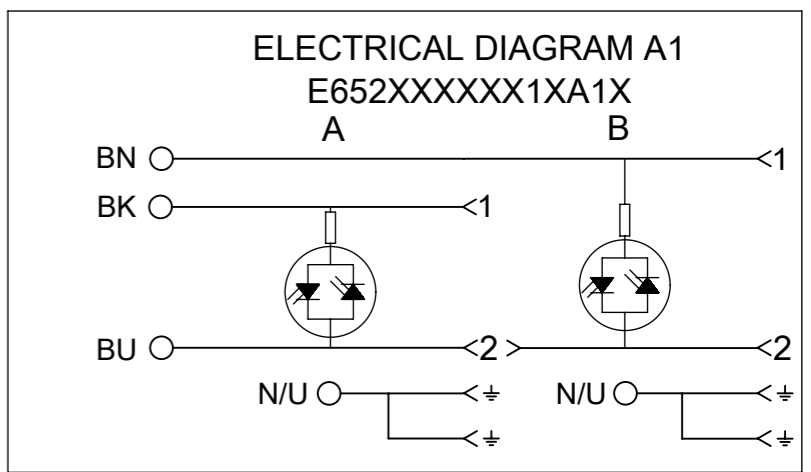 ELECTRICAL DIAGRAM A1
E652XXXXXX1XA1X
A B
BN 1
BK 1
BU 2 2
N/U N/U